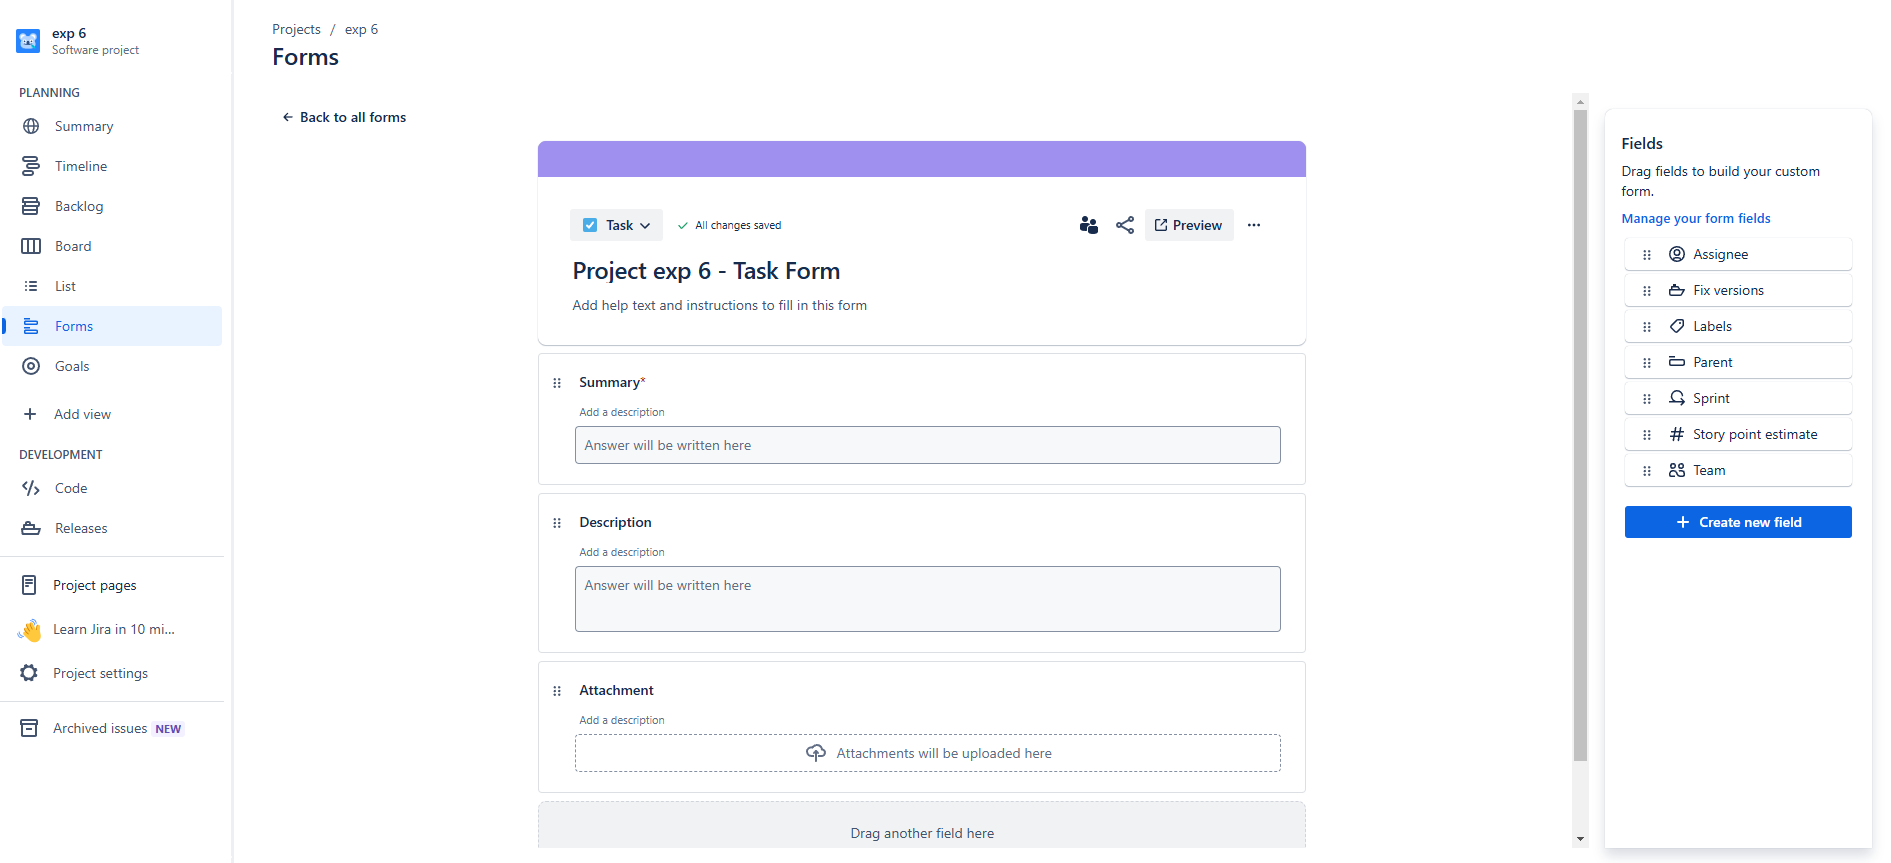 exp 6
Software project
PLANNING
Summary
Timeline
Backlog
Board
List
Forms
Goals
Add view
DEVELOPMENT
Code
Releases
Project pages
Learn Jira in 10 mi...
Project settings
Archived issues NEW
Projects / exp 6
Forms
← Back to all forms
Task
All changes saved
Preview
Project exp 6 - Task Form
Add help text and instructions to fill in this form
Summary*
Add a description
Answer will be written here
Description
Add a description
Answer will be written here
Attachment
Add a description
Attachments will be uploaded here
Drag another field here
Fields
Drag fields to build your custom
form.
Manage your form fields
Assignee
Fix versions
Labels
Parent
Sprint
Story point estimate
Team
+ Create new field